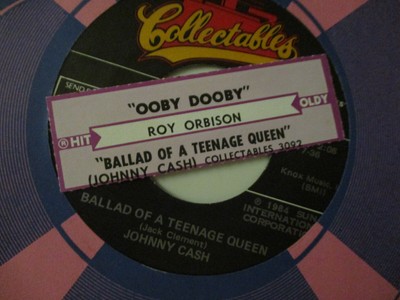 Collectables
"OOBY DOOBY"
ROY ORBISON
® HIT
OLDY
"BALLAD OF A TEENAGE QUEEN"
(JOHNNY CASH) COLLECTABLES 3092
Knox Music,
(BMI)
℗ 1964 SUN
INTERNATIONAL
CORPORATION
BALLAD OF A TEENAGE QUEEN
(Jack Clement)
JOHNNY CASH